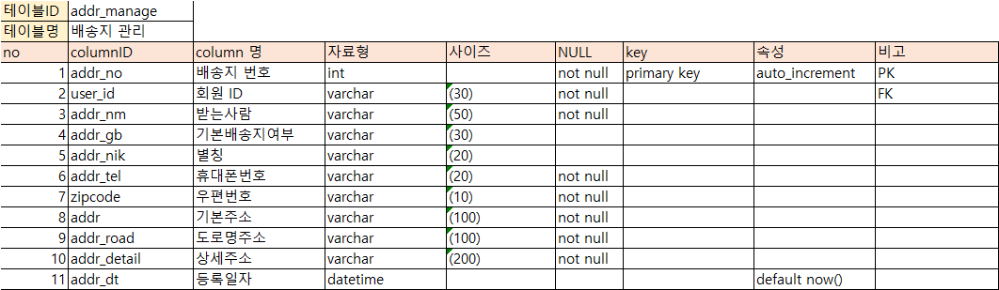 테이블ID addr_manage
테이블명 배송지 관리
no columnID column 명 자료형 사이즈 NULL key 속성 비고
1 addr_no 배송지 번호 int not null primary key auto_increment PK
2 user_id 회원 ID varchar (30) not null FK
3 addr_nm 받는사람 varchar (50) not null
4 addr_gb 기본배송지여부 varchar (30)
5 addr_nik 별칭 varchar (20)
6 addr_tel 휴대폰번호 varchar (20) not null
7 zipcode 우편번호 varchar (10) not null
8 addr 기본주소 varchar (100) not null
9 addr_road 도로명주소 varchar (100) not null
10 addr_detail 상세주소 varchar (200) not null
11 addr_dt 등록일자 datetime default now()